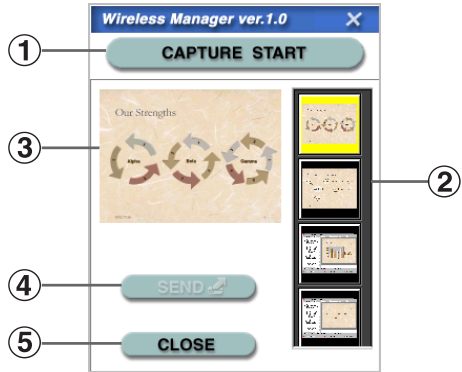 Wireless Manager ver.1.0
1
CAPTURE START
Our Strengths
3
Alpha
Beta
Gamma
2
4
SEND
5
CLOSE